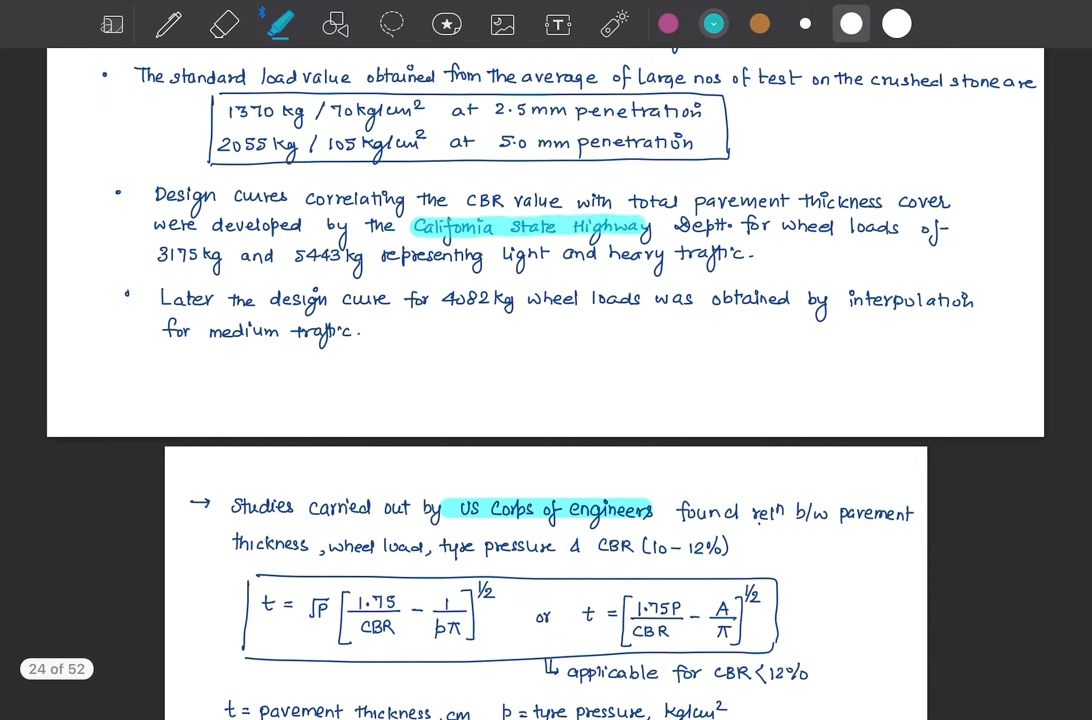 • The standard load value obtained from the average of large nos of test on the crushed stone are
1370 kg / 70 kg/cm² at 2.5 mm penetration
2055 kg / 105 kg/cm² at 5.0 mm penetration
• Design cures correlating the CBR value with total pavement thickness cover
were developed by the California State Highway Deptt. for wheel loads of
3175 kg and 5443 kg representing light and heavy traffic.
• Later the design cure for 4082 kg wheel loads was obtained by interpolation
for medium traffic.
→ Studies carried out by US Corps of engineers found relⁿ b/w pavement
thickness, wheel load, tyre pressure & CBR (10-12%)
t = √P [1.75/CBR - 1/pπ]^1/2 or t = [1.75P/CBR - A/π]^1/2
↳ applicable for CBR < 12%
t = pavement thickness, cm p = tyre pressure, kg/cm²
24 of 52